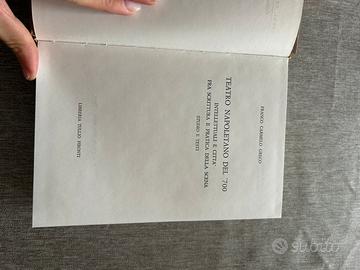 FRANCO CARMELO GRECO
TEATRO NAPOLETANO DEL '700
INTELLETTUALI E CITTÀ
FRA SCRITTURA E PRATICA DELLA SCENA
STUDIO E TESTI
LIBRERIA TULLIO PIRONTI
SUBITO